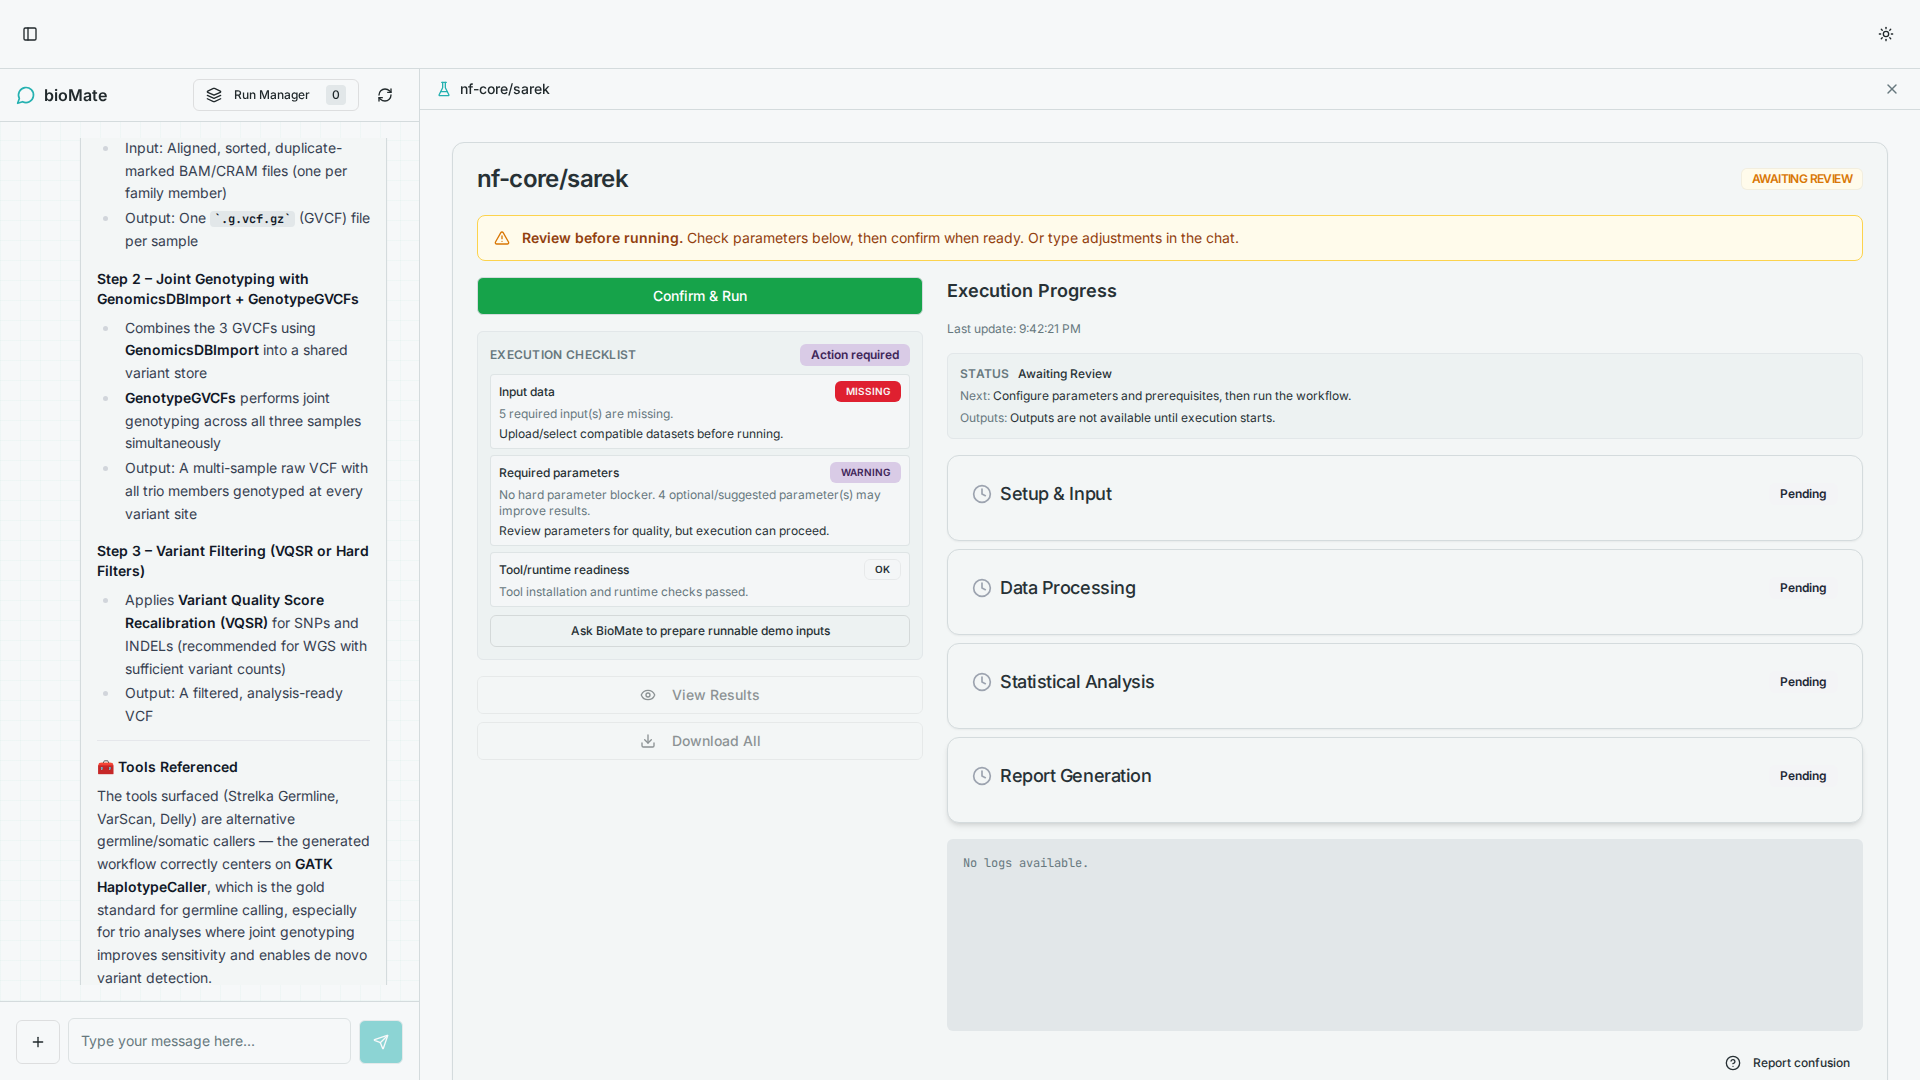 bioMate
Run Manager 0
Input: Aligned, sorted, duplicate-
marked BAM/CRAM files (one per
family member)
Output: One `.g.vcf.gz` (GVCF) file
per sample
Step 2 – Joint Genotyping with
GenomicsDBImport + GenotypeGVCFs
Combines the 3 GVCFs using
GenomicsDBImport into a shared
variant store
GenotypeGVCFs performs joint
genotyping across all three samples
simultaneously
Output: A multi-sample raw VCF with
all trio members genotyped at every
variant site
Step 3 – Variant Filtering (VQSR or Hard
Filters)
Applies Variant Quality Score
Recalibration (VQSR) for SNPs and
INDELs (recommended for WGS with
sufficient variant counts)
Output: A filtered, analysis-ready
VCF
🧰 Tools Referenced
The tools surfaced (Strelka Germline,
VarScan, Delly) are alternative
germline/somatic callers — the generated
workflow correctly centers on GATK
HaplotypeCaller, which is the gold
standard for germline calling, especially
for trio analyses where joint genotyping
improves sensitivity and enables de novo
variant detection.
Type your message here...
nf-core/sarek
nf-core/sarek
AWAITING REVIEW
Review before running. Check parameters below, then confirm when ready. Or type adjustments in the chat.
Confirm & Run
EXECUTION CHECKLIST
Action required
Input data
MISSING
5 required input(s) are missing.
Upload/select compatible datasets before running.
Required parameters
WARNING
No hard parameter blocker. 4 optional/suggested parameter(s) may
improve results.
Review parameters for quality, but execution can proceed.
Tool/runtime readiness
OK
Tool installation and runtime checks passed.
Ask BioMate to prepare runnable demo inputs
View Results
Download All
Execution Progress
Last update: 9:42:21 PM
STATUS Awaiting Review
Next: Configure parameters and prerequisites, then run the workflow.
Outputs: Outputs are not available until execution starts.
Setup & Input
Pending
Data Processing
Pending
Statistical Analysis
Pending
Report Generation
Pending
No logs available.
Report confusion